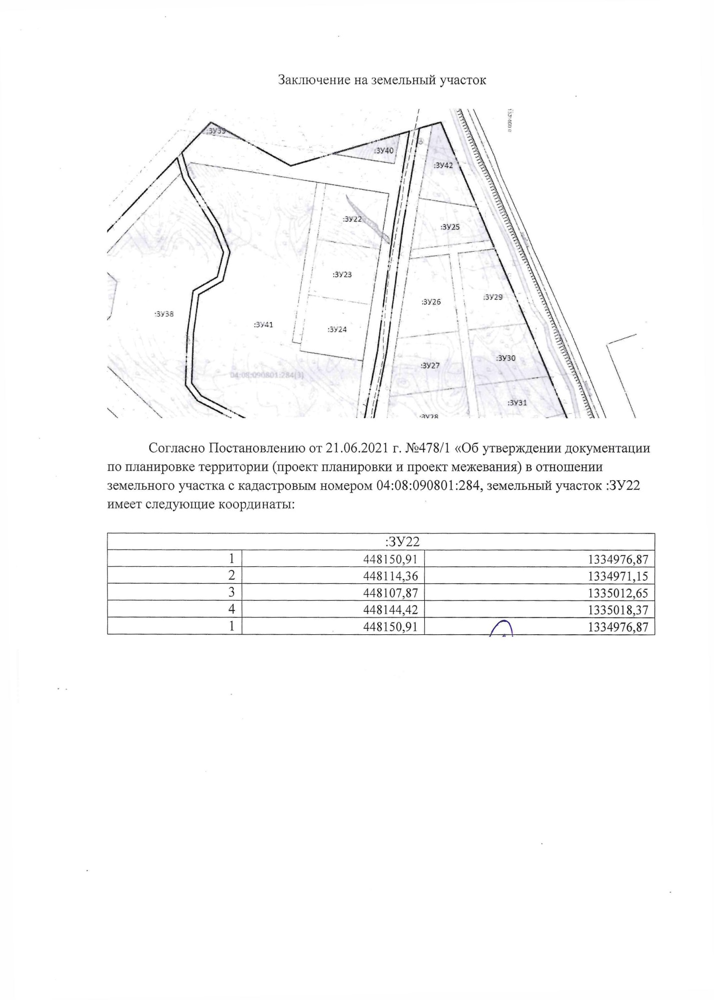 Заключение на земельный участок
:ЗУ39
:ЗУ40
:ЗУ42
:ЗУ22
:ЗУ25
:ЗУ23
:ЗУ29
:ЗУ26
:ЗУ38
:ЗУ41
:ЗУ24
:ЗУ30
:ЗУ27
04:08:090801:284(3)
:ЗУ31
:ЗУ28
Согласно Постановлению от 21.06.2021 г. №478/1 «Об утверждении документации
по планировке территории (проект планировки и проект межевания) в отношении
земельного участка с кадастровым номером 04:08:090801:284, земельный участок :ЗУ22
имеет следующие координаты:
:ЗУ22
1 448150,91 1334976,87
2 448114,36 1334971,15
3 448107,87 1335012,65
4 448144,42 1335018,37
1 448150,91 1334976,87